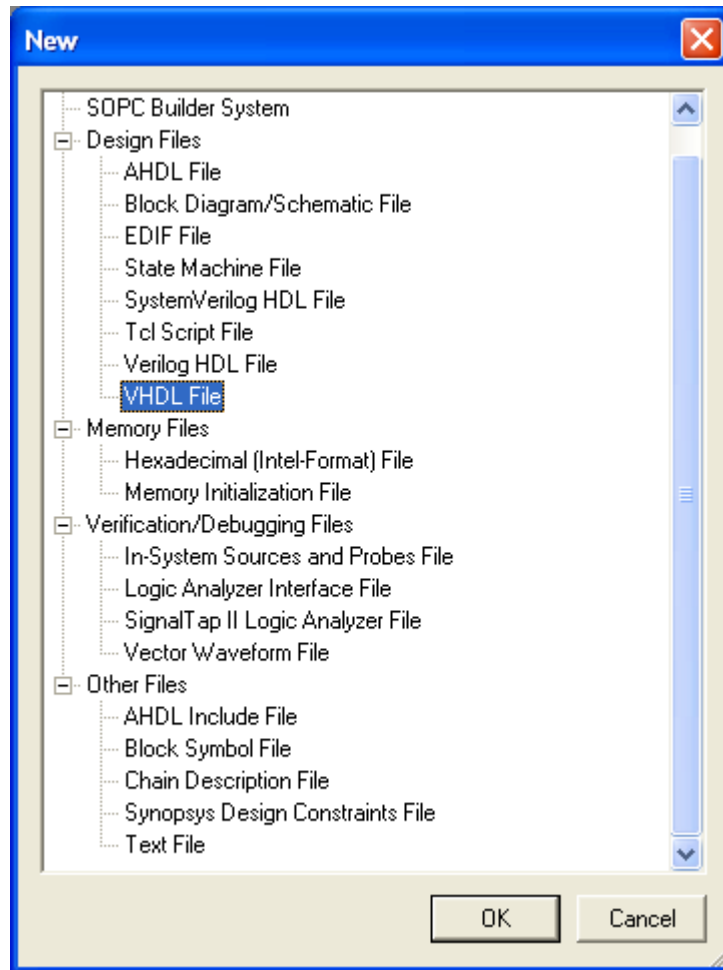 New
SOPC Builder System
Design Files
AHDL File
Block Diagram/Schematic File
EDIF File
State Machine File
SystemVerilog HDL File
Tcl Script File
Verilog HDL File
VHDL File
Memory Files
Hexadecimal (Intel-Format) File
Memory Initialization File
Verification/Debugging Files
In-System Sources and Probes File
Logic Analyzer Interface File
SignalTap II Logic Analyzer File
Vector Waveform File
Other Files
AHDL Include File
Block Symbol File
Chain Description File
Synopsys Design Constraints File
Text File
OK Cancel